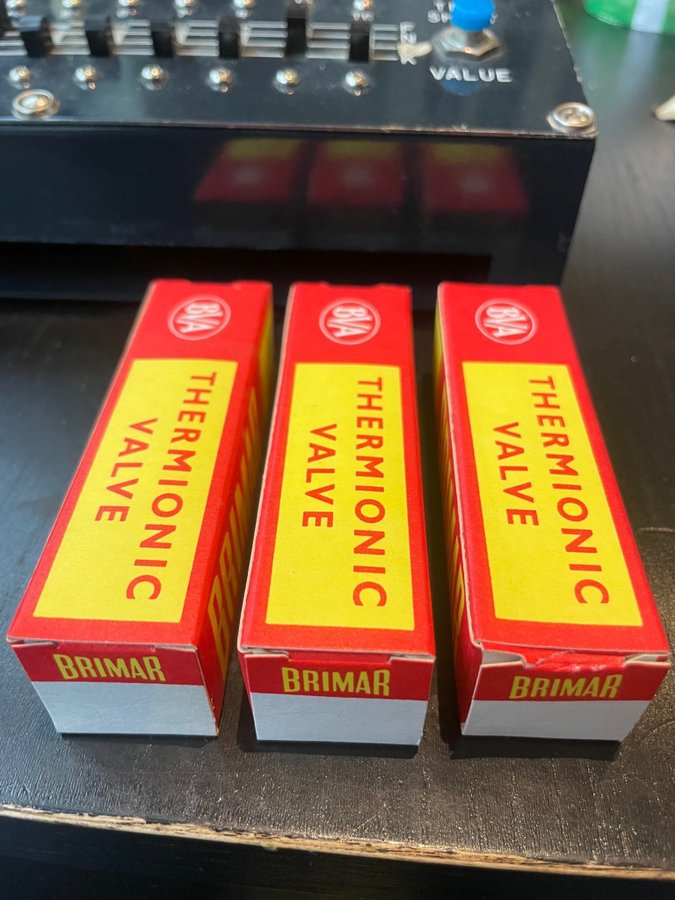 VALUE
BVA
THERMIONIC
VALVE
BRIMAR
BVA
THERMIONIC
VALVE
BRIMAR
BVA
THERMIONIC
VALVE
BRIMAR